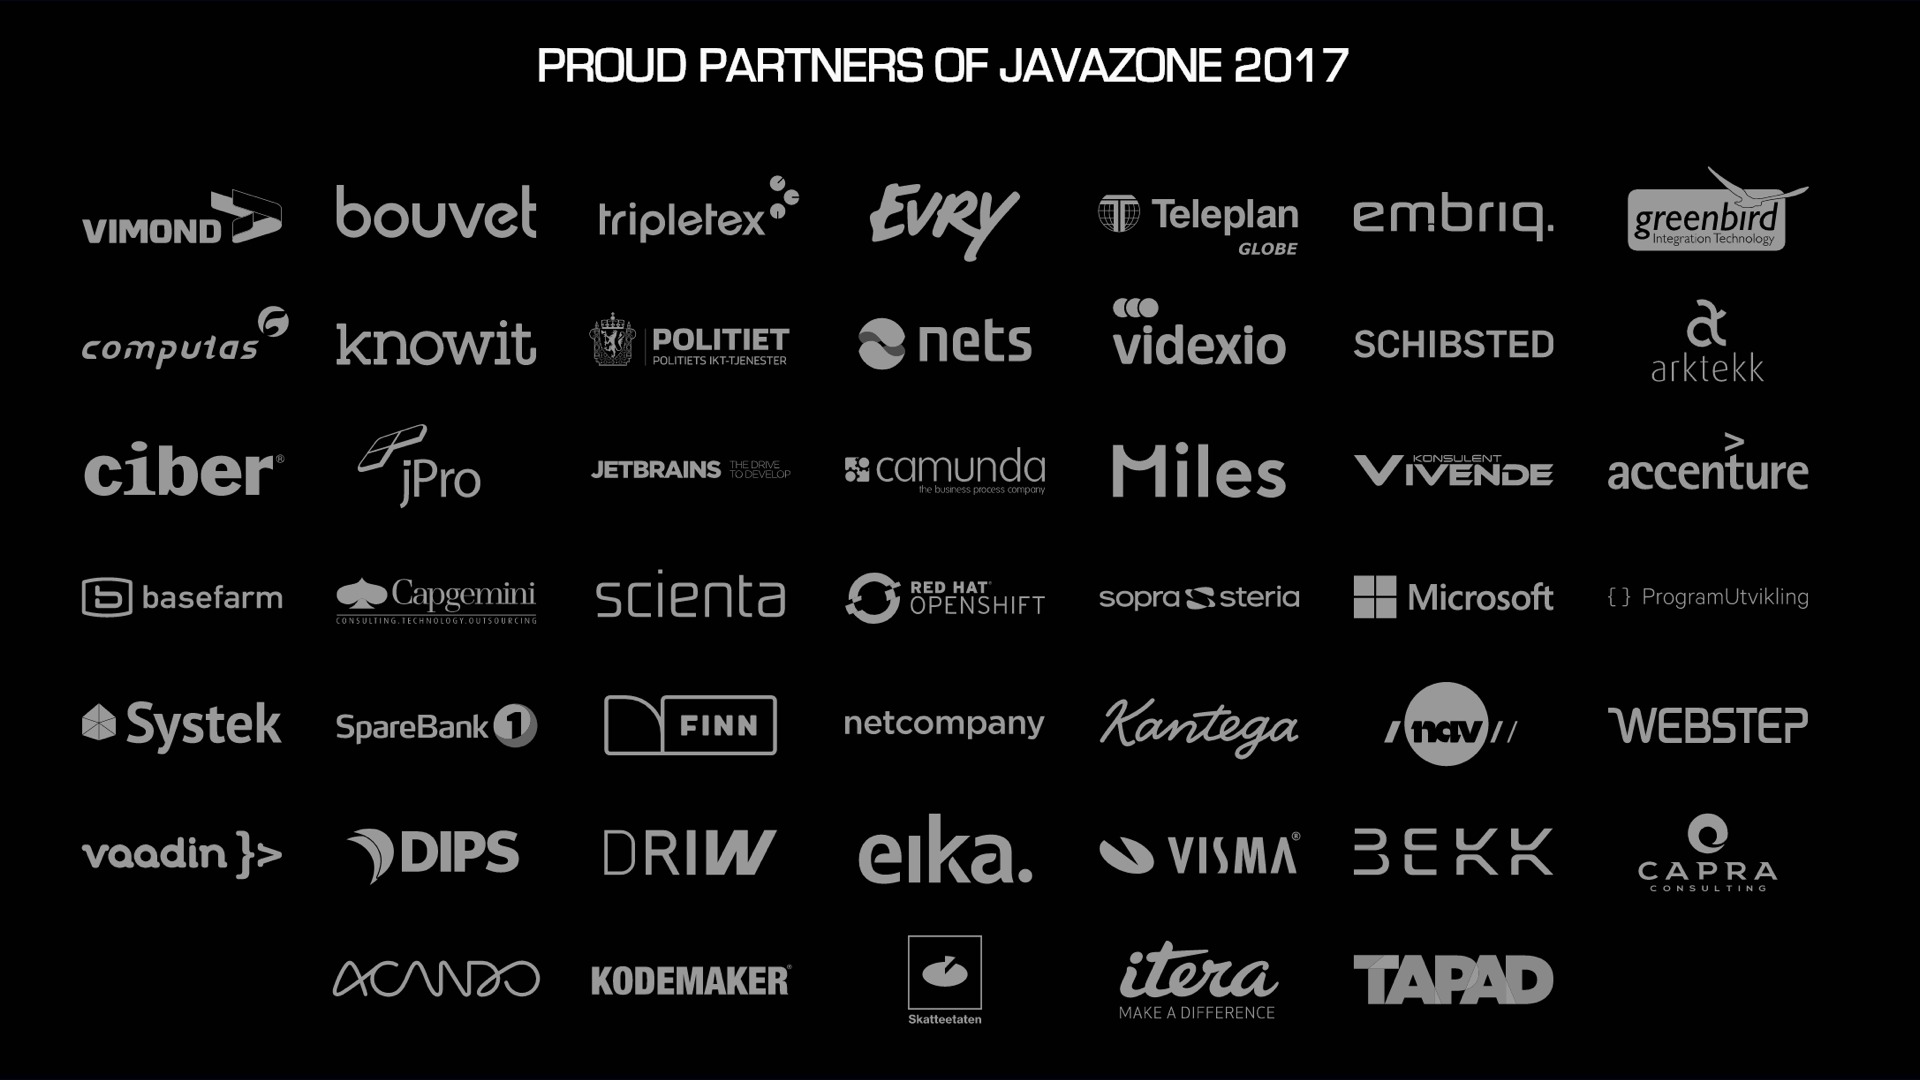 PROUD PARTNERS OF JAVAZONE 2017
VIMOND
bouvet
tripletex
EVRY
Teleplan
GLOBE
embriq.
greenbird
Integration Technology
computas
knowit
POLITIET
POLITIETS IKT-TJENESTER
nets
videxio
SCHIBSTED
arktekk
ciber®
jPro
JETBRAINS
THE DRIVE
TO DEVELOP
camunda
the business process company
Miles
KONSULENT
VIVENDE
>
accenture
basefarm
Capgemini
CONSULTING.TECHNOLOGY.OUTSOURCING
scienta
RED HAT®
OPENSHIFT
sopra steria
Microsoft
{ } ProgramUtvikling
Systek
SpareBank 1
FINN
netcompany
Kantega
/ nav //
WEBSTEP
vaadin }>
DIPS
DRIW
eika.
VISMA®
BEKK
CAPRA
CONSULTING
ACANDO
KODEMAKER®
Skatteetaten
itera
MAKE A DIFFERENCE
TAPAD